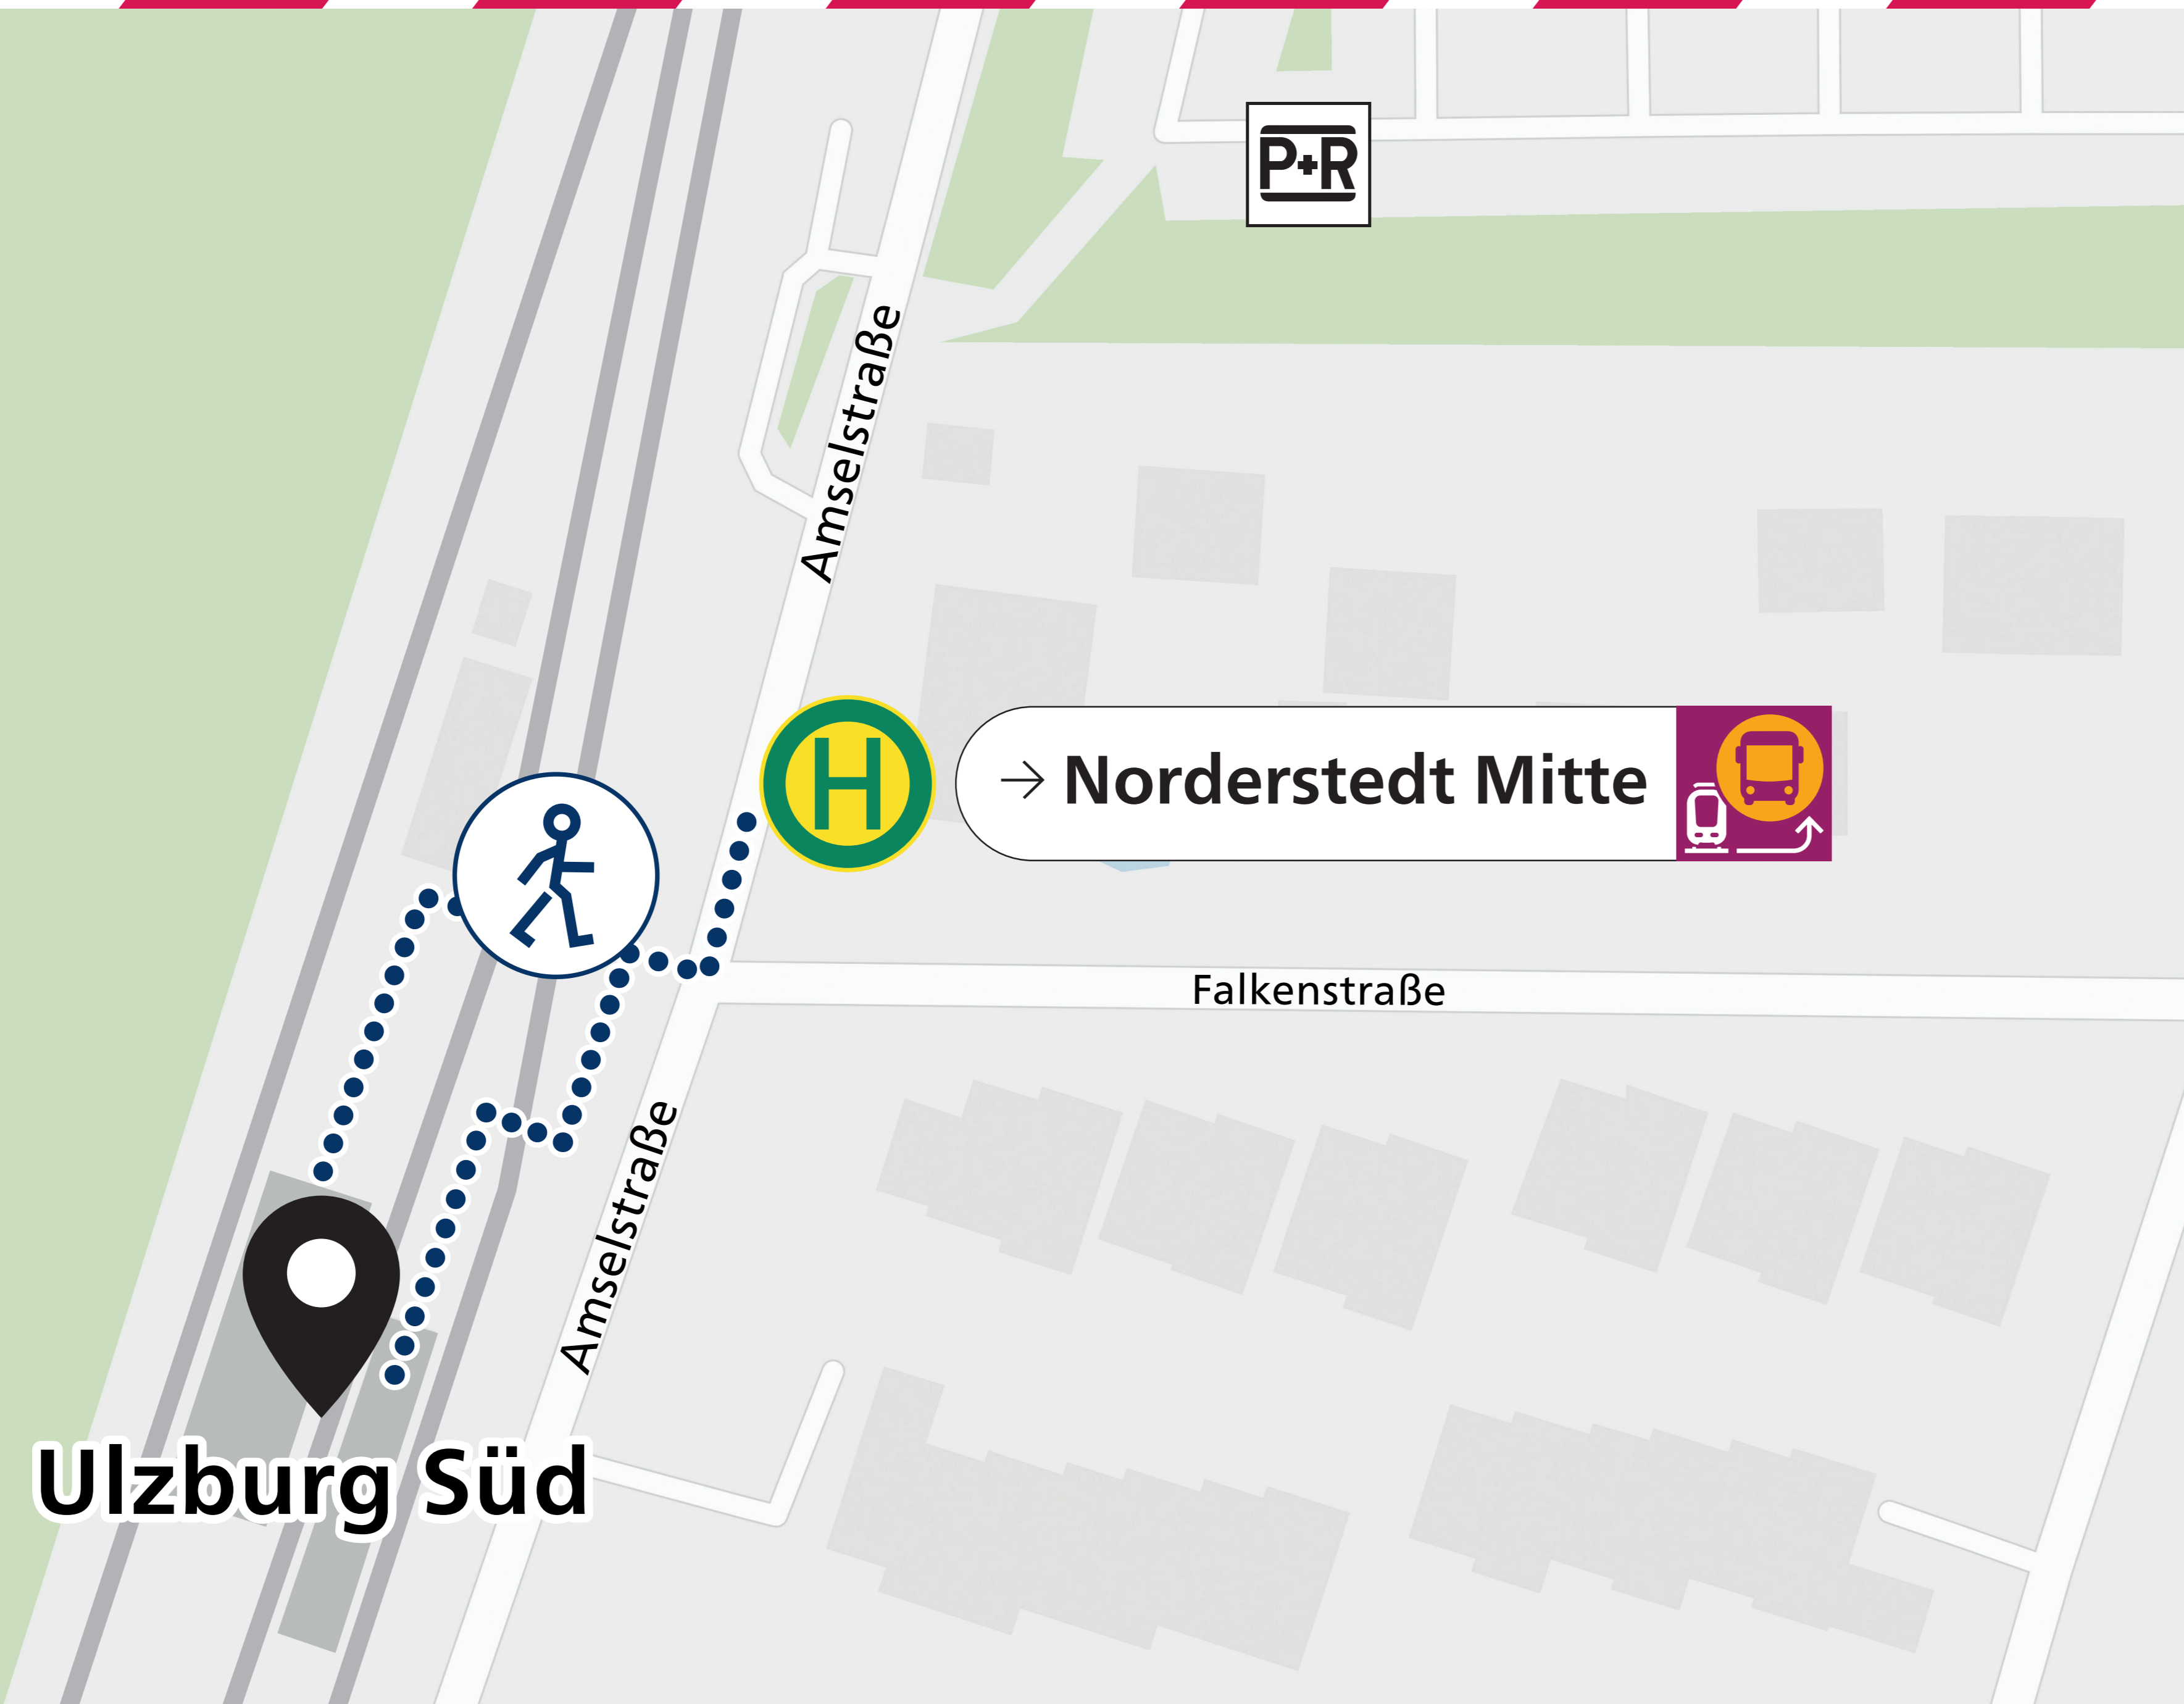 P+R
Amselstraße
H
→ Norderstedt Mitte
Falkenstraße
Amselstraße
Ulzburg Süd